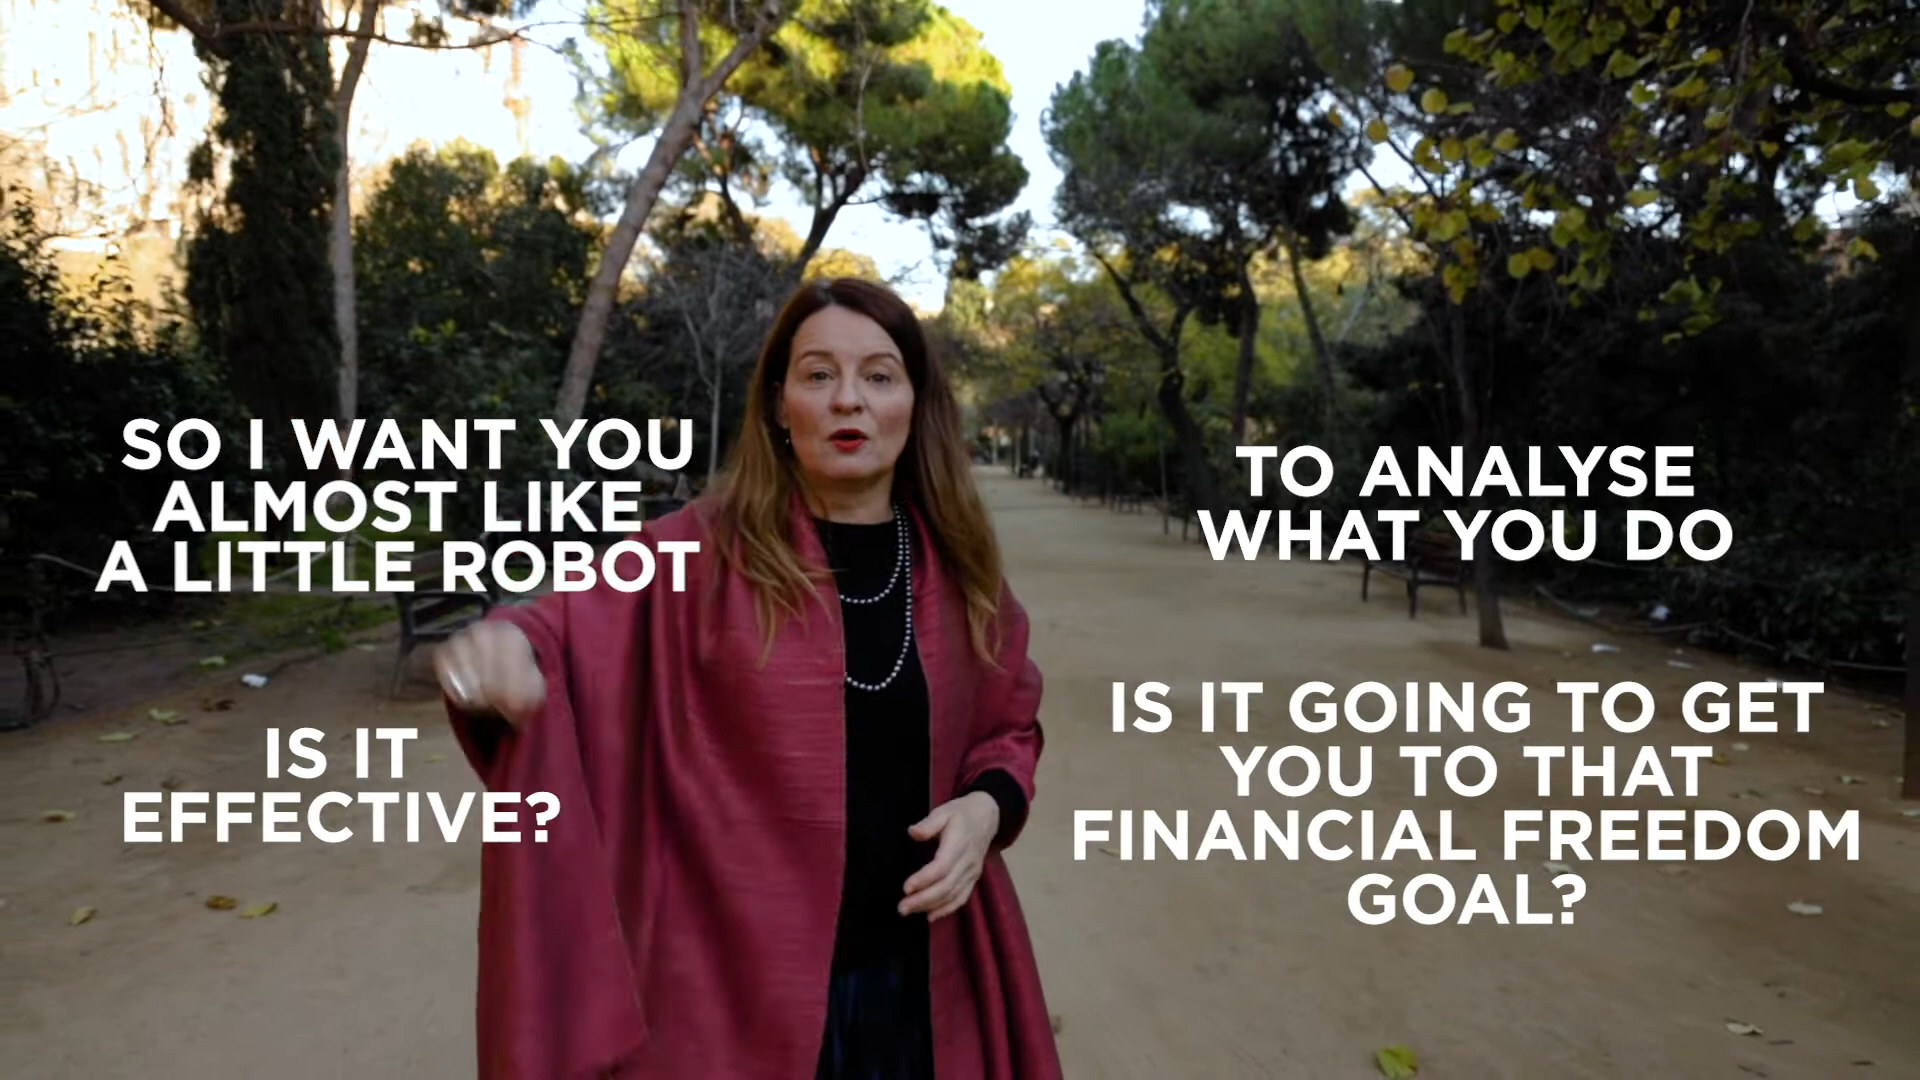 SO I WANT YOU
ALMOST LIKE
A LITTLE ROBOT
TO ANALYSE
WHAT YOU DO
IS IT
EFFECTIVE?
IS IT GOING TO GET
YOU TO THAT
FINANCIAL FREEDOM
GOAL?